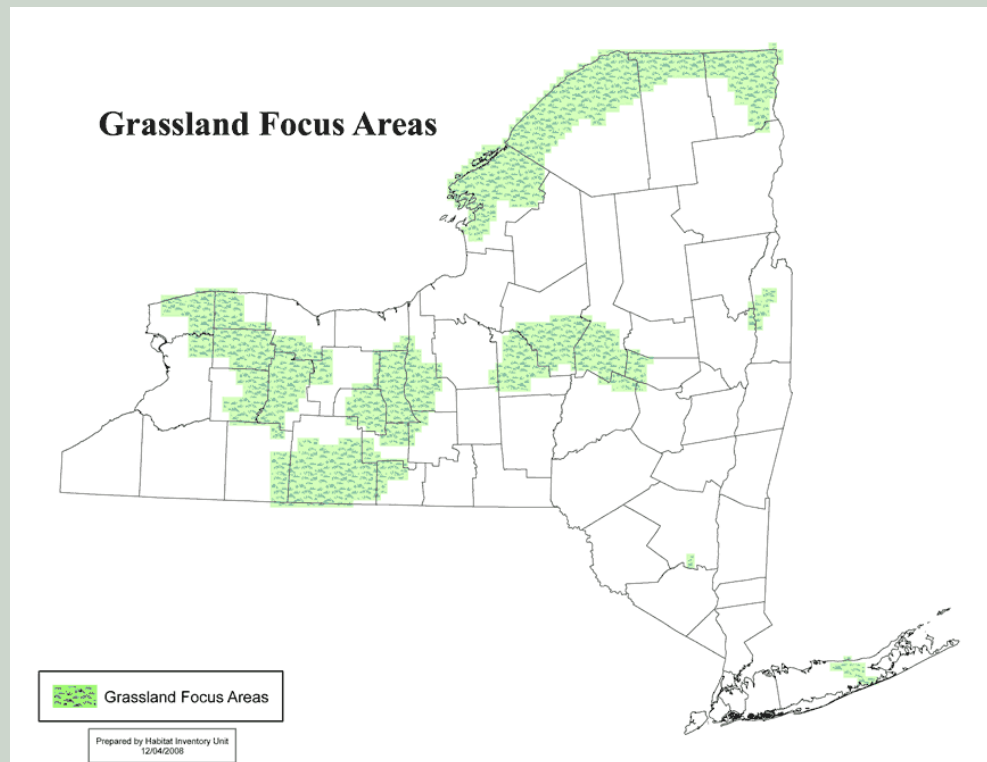 Grassland Focus Areas
Grassland Focus Areas
Prepared by Habitat Inventory Unit
12/04/2008